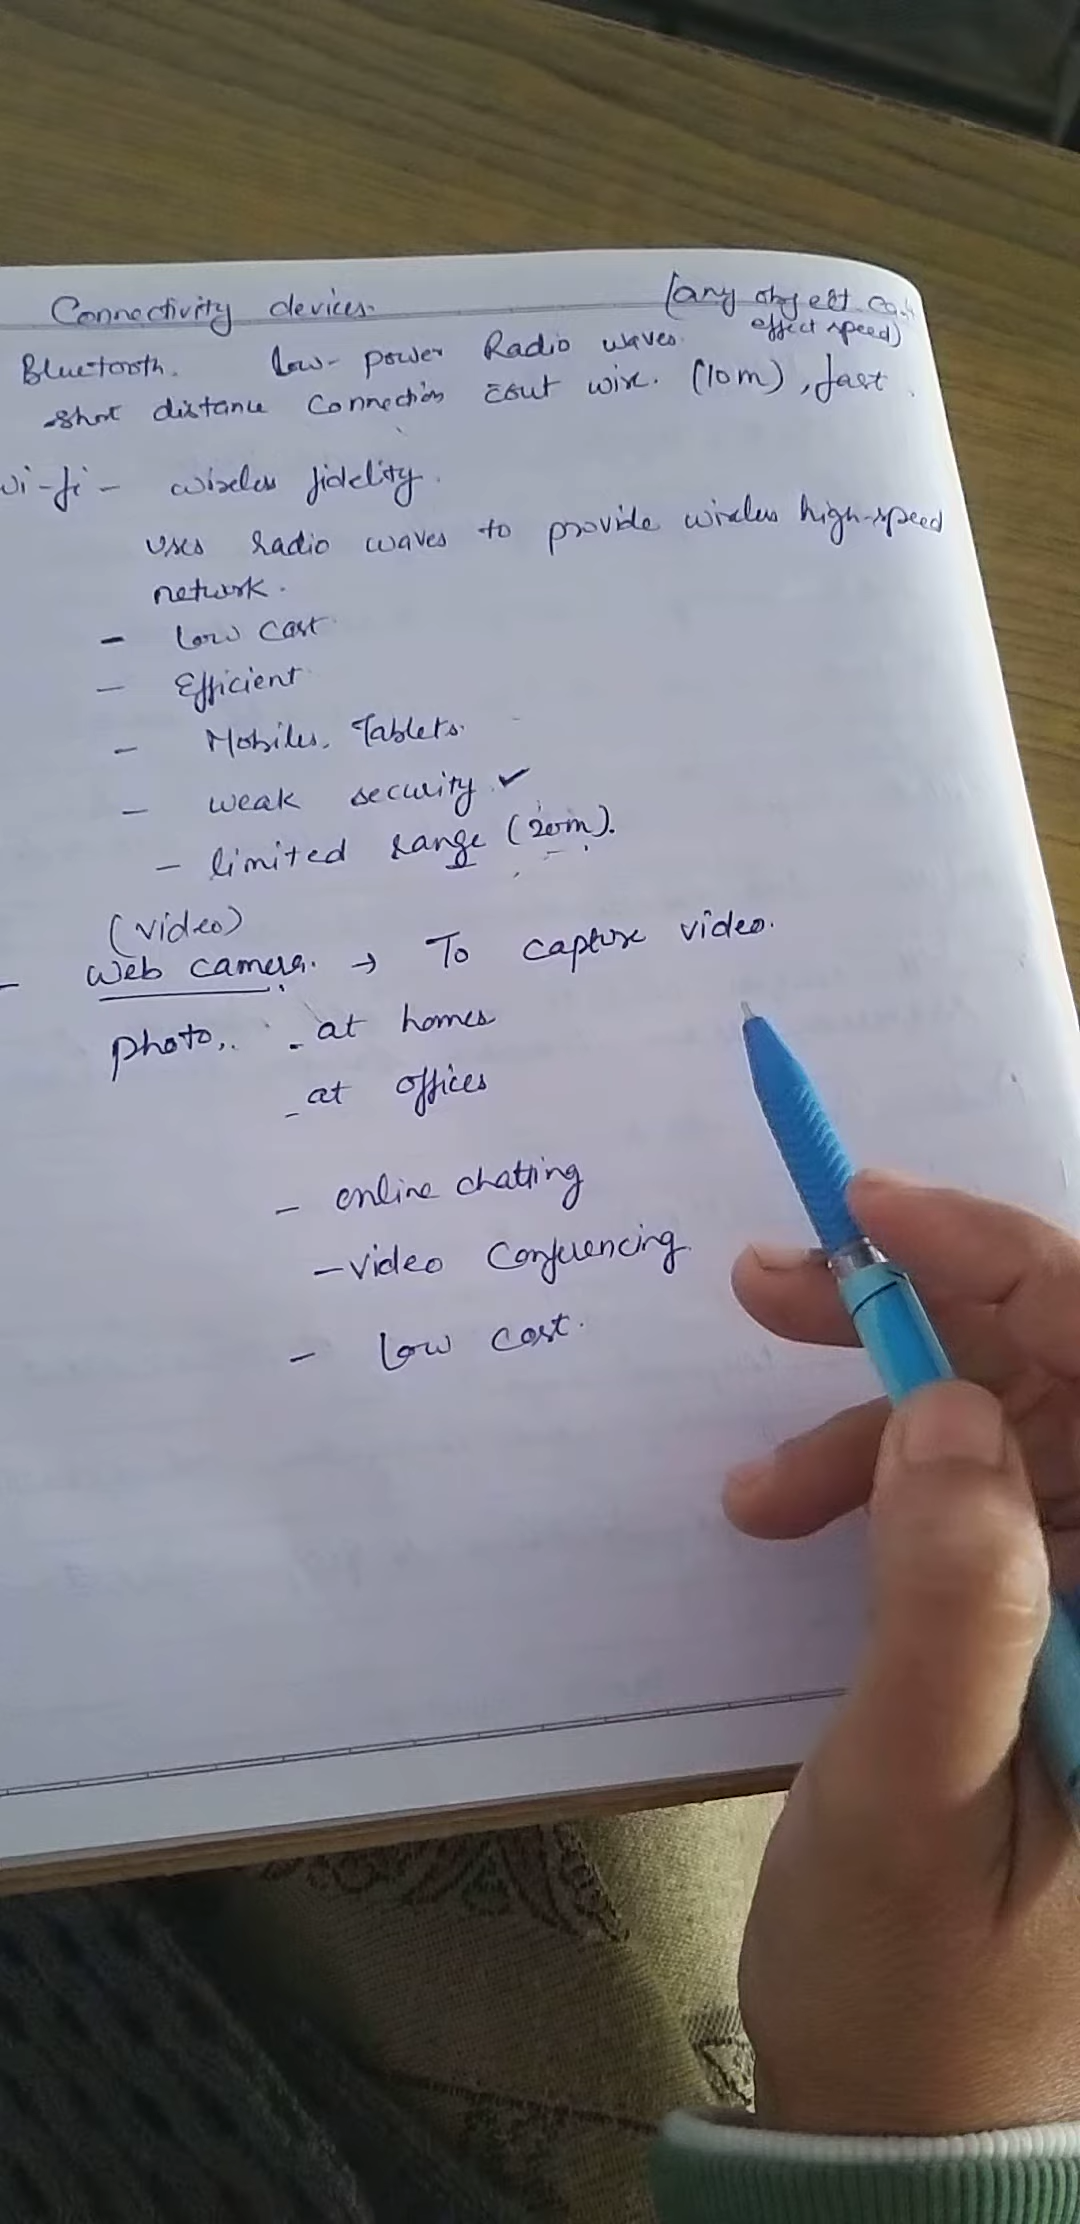 Connectivity devices.
(any object can
effect speed)
Bluetooth. Low-power Radio waves.
short distance connection c̄out wire. (10m), fast.
wi-fi - wireless fidelity.
uses radio waves to provide wireless high-speed
network.
- Low cost
- Efficient
- Mobiles, Tablets.
- weak security ✓
- limited range (20m).
(video)
- web camera. → To capture video.
photo,. - at homes
- at offices
- online chatting
- video conferencing
- low cost.